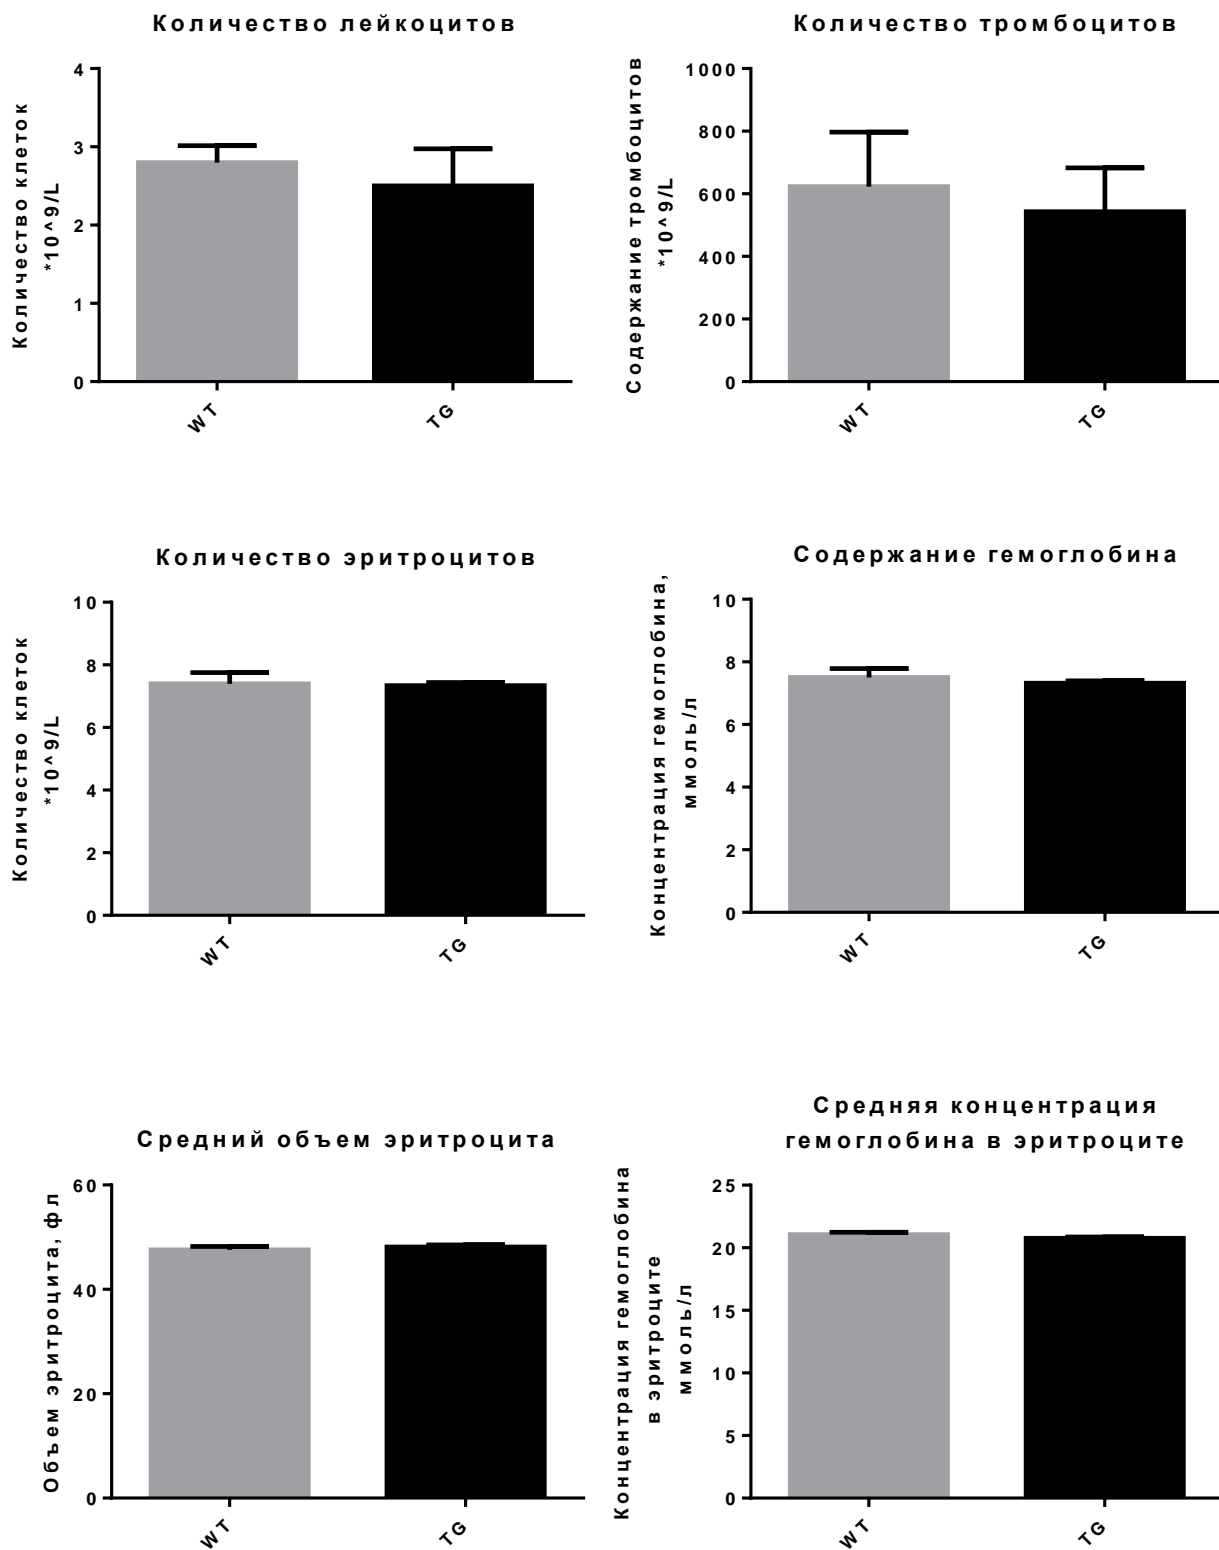 Количество лейкоцитов
Количество клеток
*10^9/L
4
3
2
1
0
WT
TG
Количество тромбоцитов
Содержание тромбоцитов
*10^9/L
1000
800
600
400
200
0
WT
TG
Количество эритроцитов
Количество клеток
*10^9/L
10
8
6
4
2
0
WT
TG
Содержание гемоглобина
Концентрация гемоглобина,
ммоль/л
10
8
6
4
2
0
WT
TG
Средний объем эритроцита
Объем эритроцита, фл
60
40
20
0
WT
TG
Средняя концентрация
гемоглобина в эритроците
Концентрация гемоглобина
в эритроците
ммоль/л
25
20
15
10
5
0
WT
TG